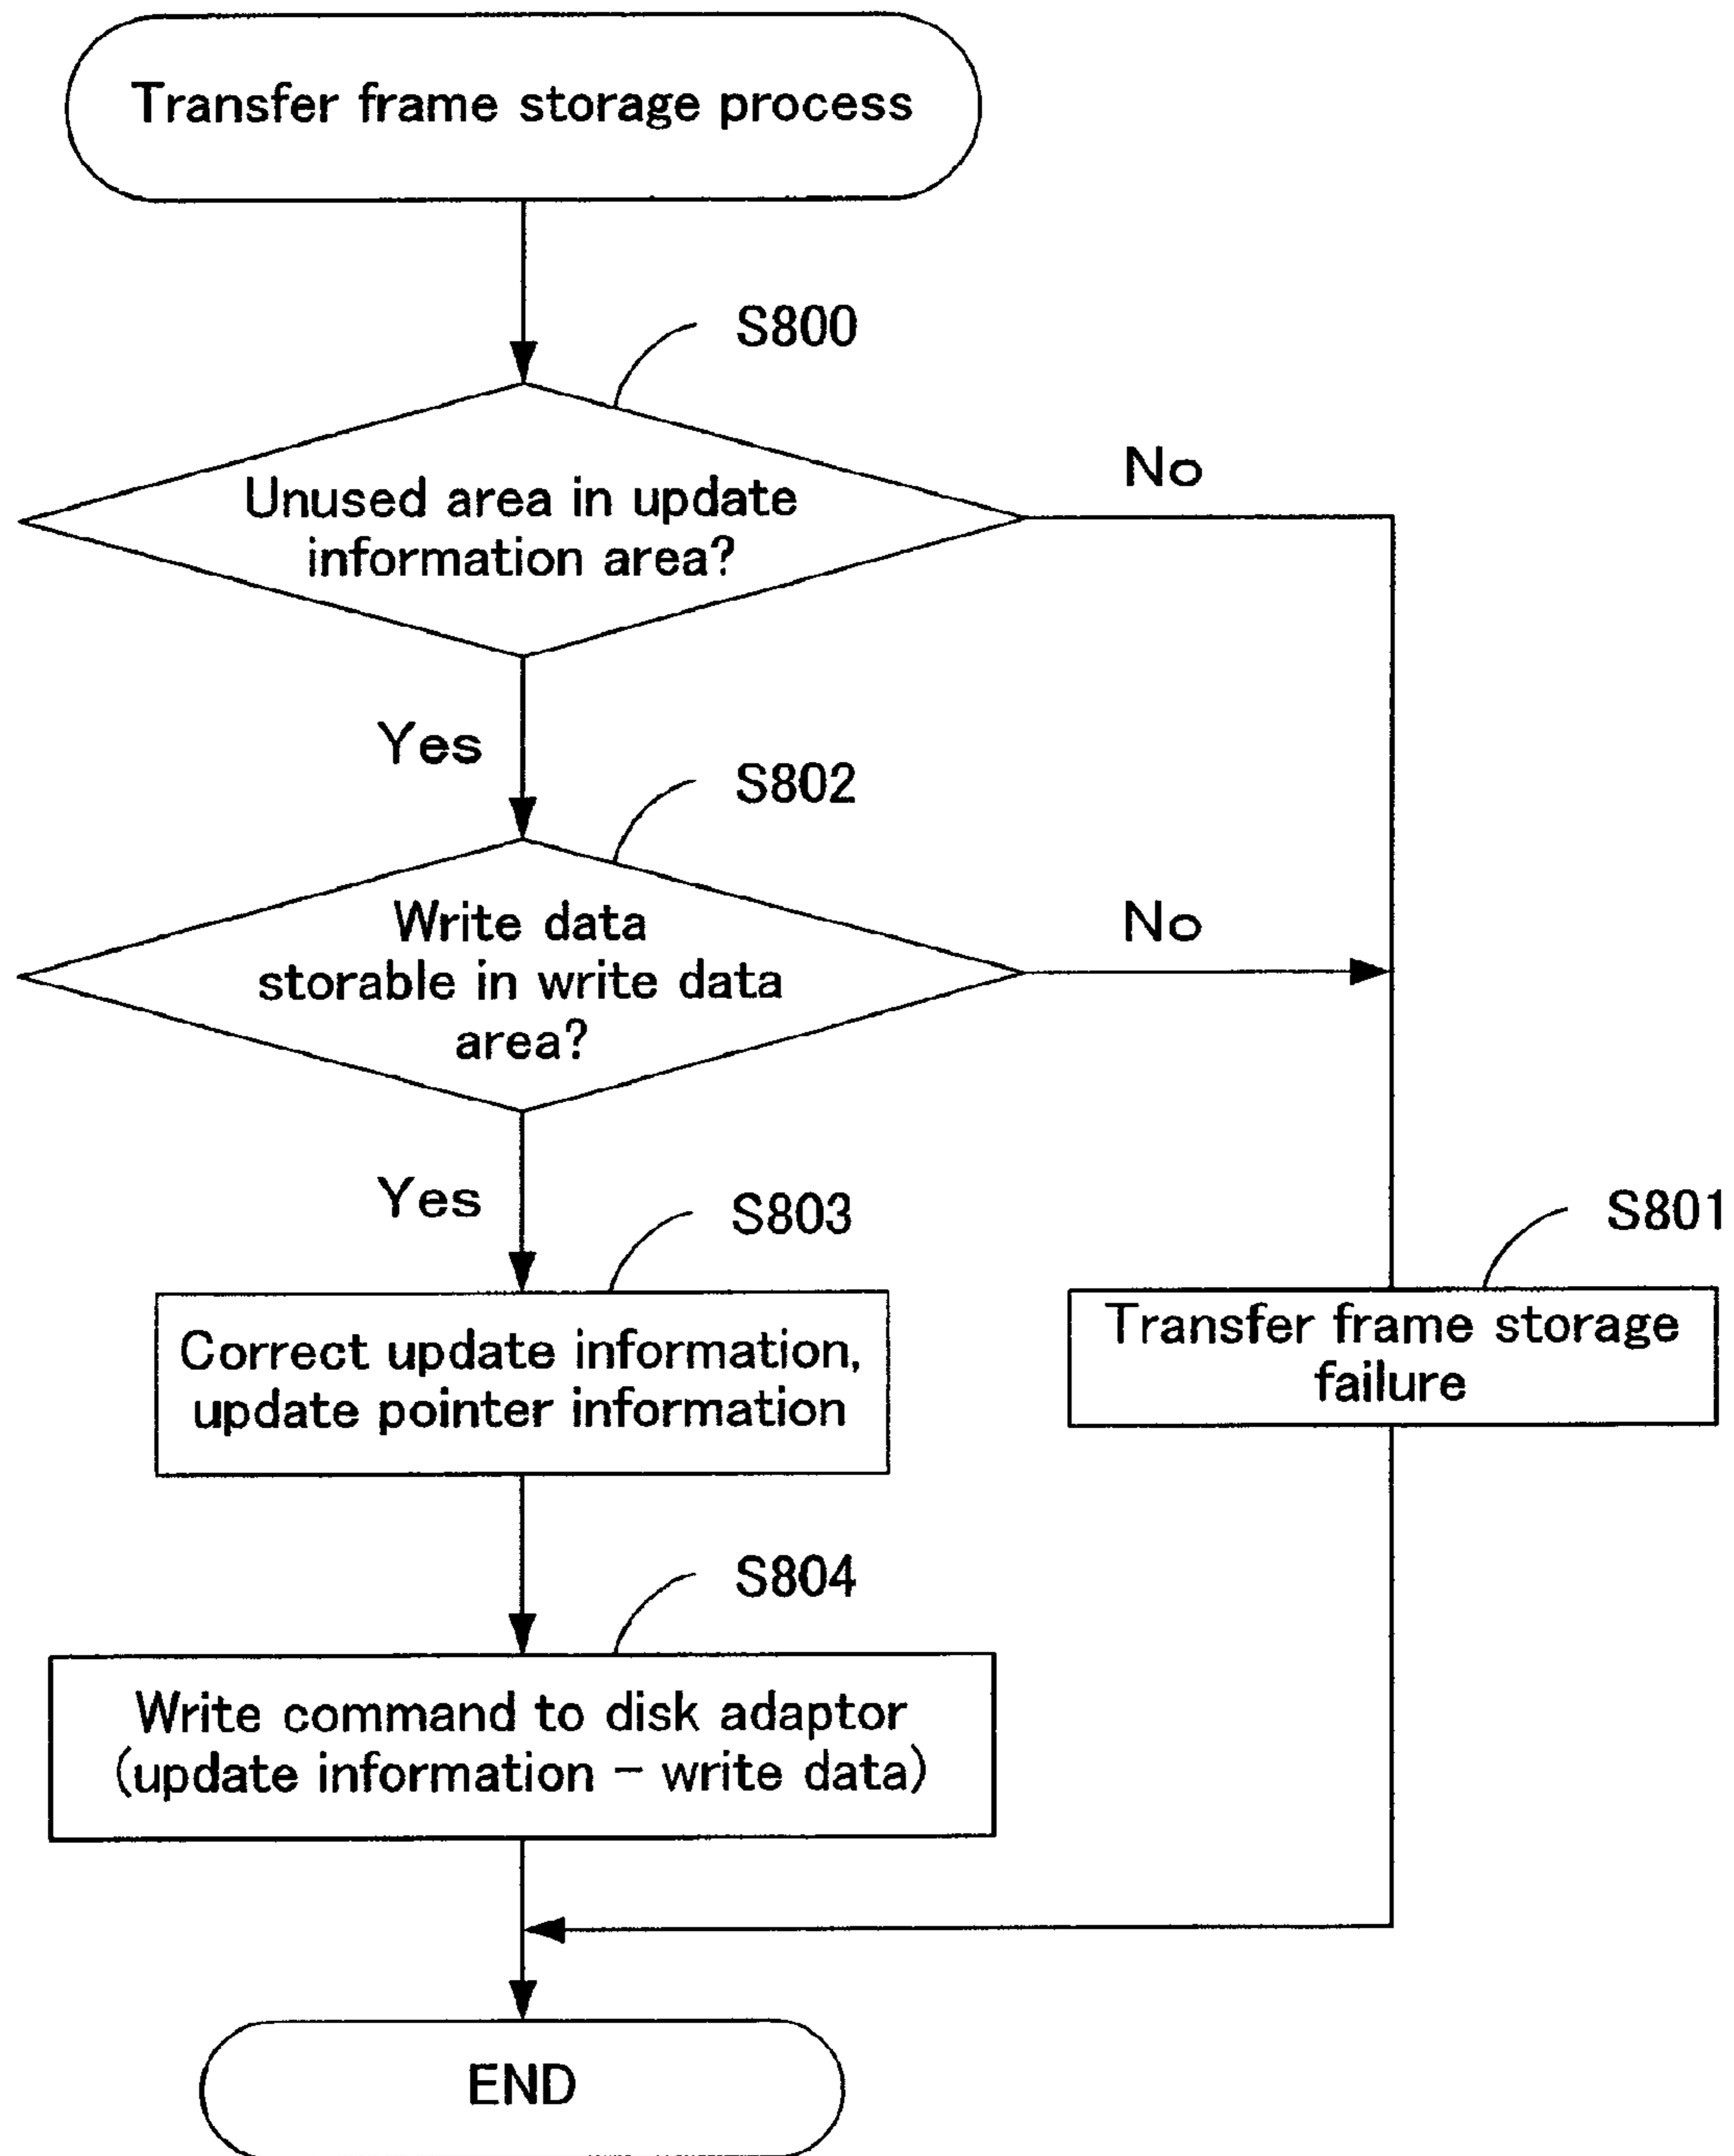 Transfer frame storage process
S800
No
Unused area in update
information area?
Yes
S802
Write data
storable in write data
area?
No
Yes
S803
S801
Correct update information,
update pointer information
Transfer frame storage
failure
S804
Write command to disk adaptor
(update information − write data)
END